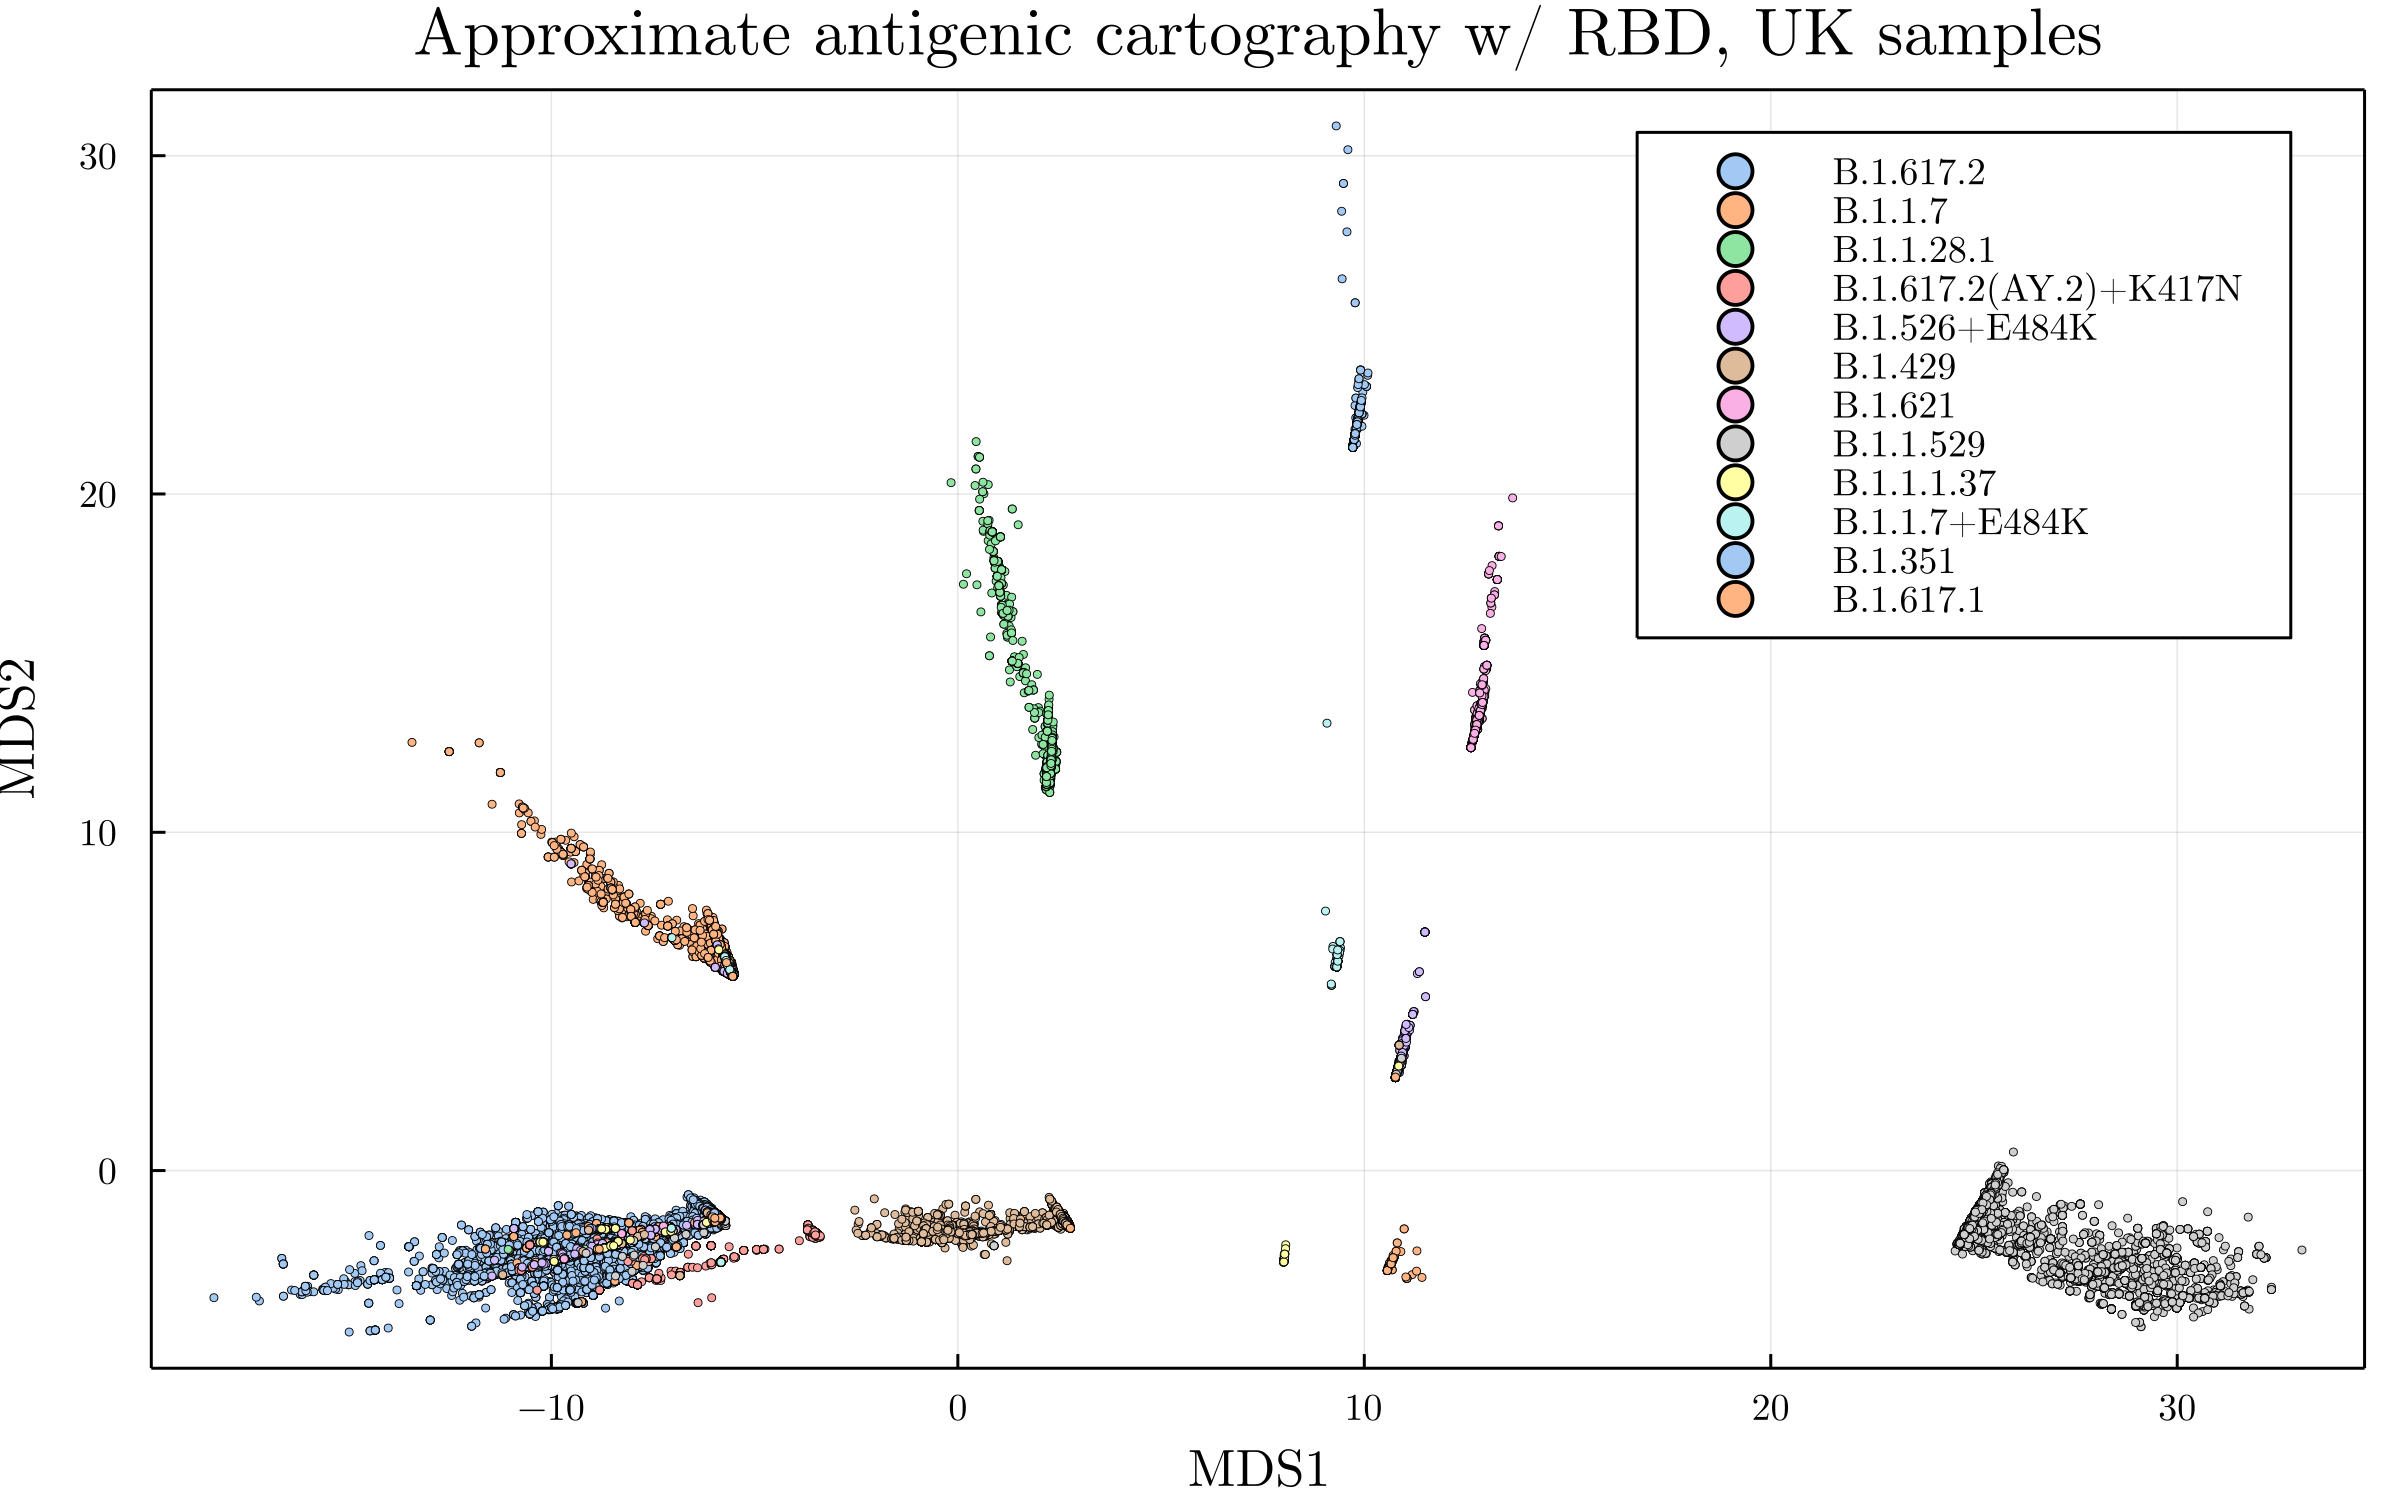 Approximate antigenic cartography w/ RBD, UK samples
30
20
10
0
MDS2
B.1.617.2
B.1.1.7
B.1.1.28.1
B.1.617.2(AY.2)+K417N
B.1.526+E484K
B.1.429
B.1.621
B.1.1.529
B.1.1.1.37
B.1.1.7+E484K
B.1.351
B.1.617.1
−10 0 10 20 30
MDS1